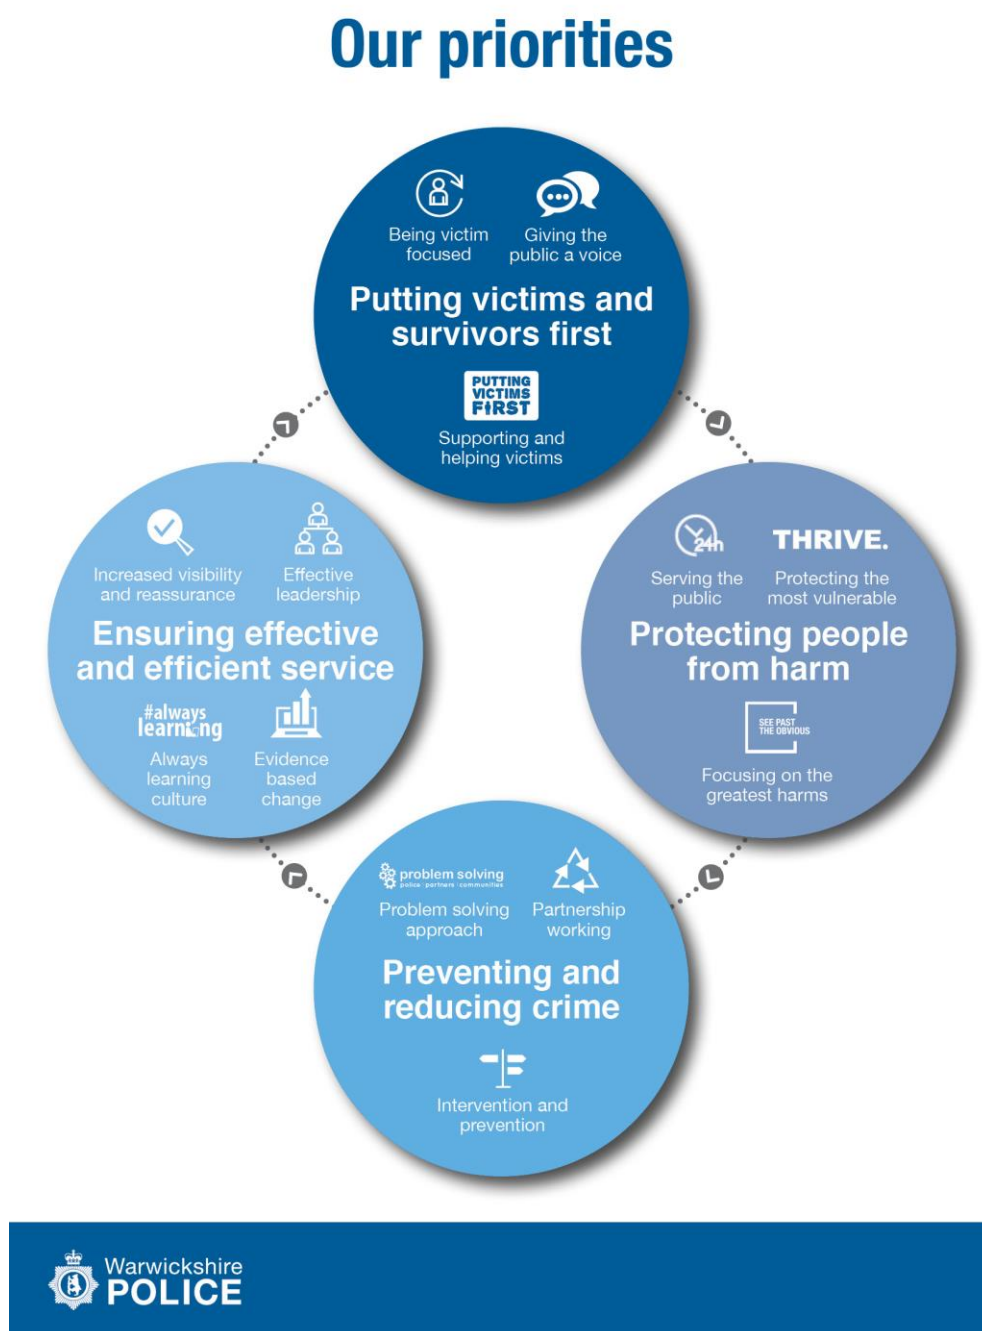 Our priorities
Being victim
focused
Giving the
public a voice
Putting victims and
survivors first
PUTTING
VICTIMS
FIRST
Supporting and
helping victims
Increased visibility
and reassurance
Effective
leadership
Ensuring effective
and efficient service
#always
learning
Always
learning
culture
Evidence
based
change
24h
Serving the
public
THRIVE.
Protecting the
most vulnerable
Protecting people
from harm
SEE PAST
THE OBVIOUS
Focusing on the
greatest harms
problem solving
police · partners · communities
Problem solving
approach
Partnership
working
Preventing and
reducing crime
Intervention and
prevention
Warwickshire
POLICE